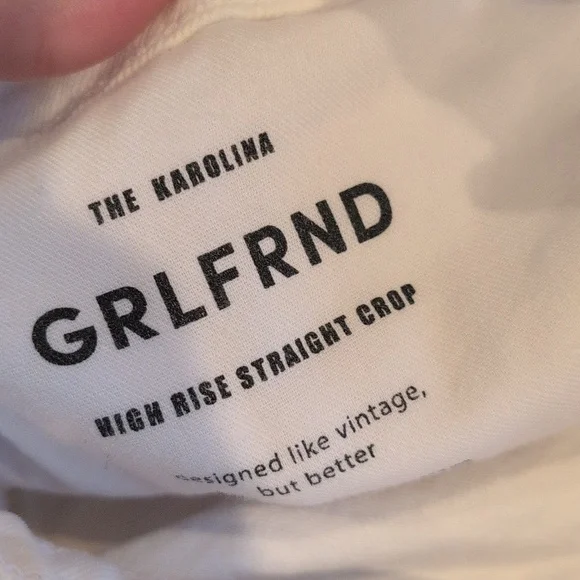 THE KAROLINA
GRLFRND
HIGH RISE STRAIGHT CROP
designed like vintage,
but better